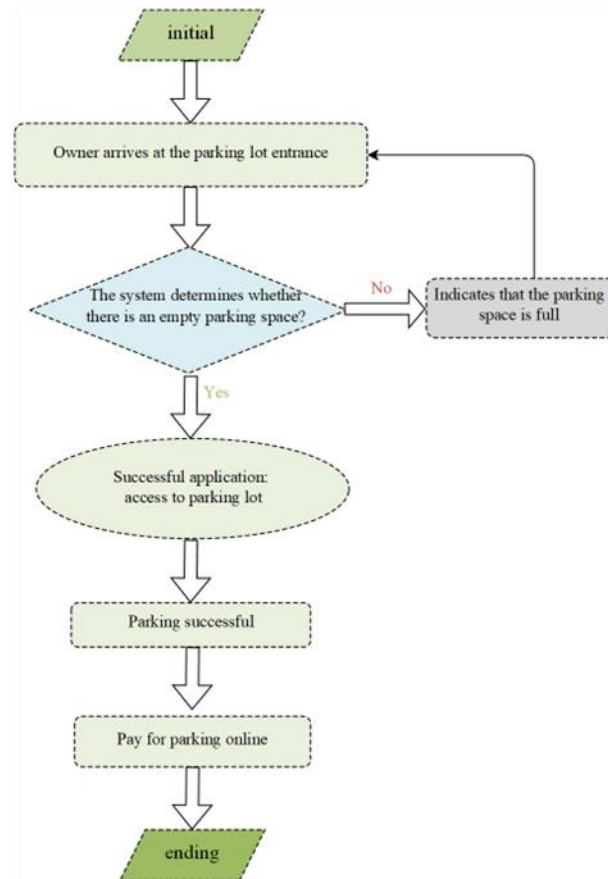 initial
Owner arrives at the parking lot entrance
The system determines whether
there is an empty parking space?
No
Indicates that the parking
space is full
Yes
Successful application:
access to parking lot
Parking successful
Pay for parking online
ending